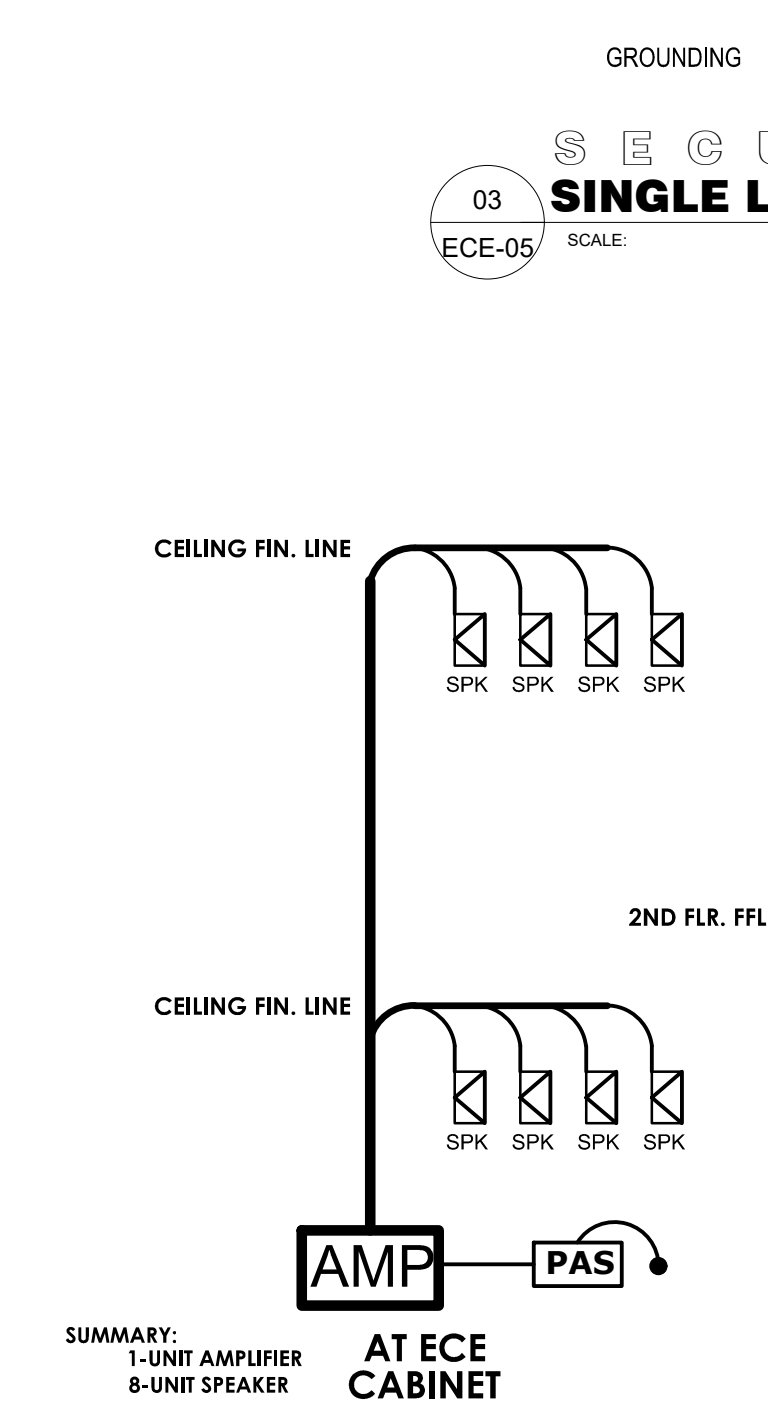 GROUNDING
S E C
03
SINGLE L
ECE-05
SCALE:
CEILING FIN. LINE
SPK SPK SPK SPK
2ND FLR. FFL
CEILING FIN. LINE
SPK SPK SPK SPK
AMP
PAS
SUMMARY:
1-UNIT AMPLIFIER
8-UNIT SPEAKER
AT ECE
CABINET